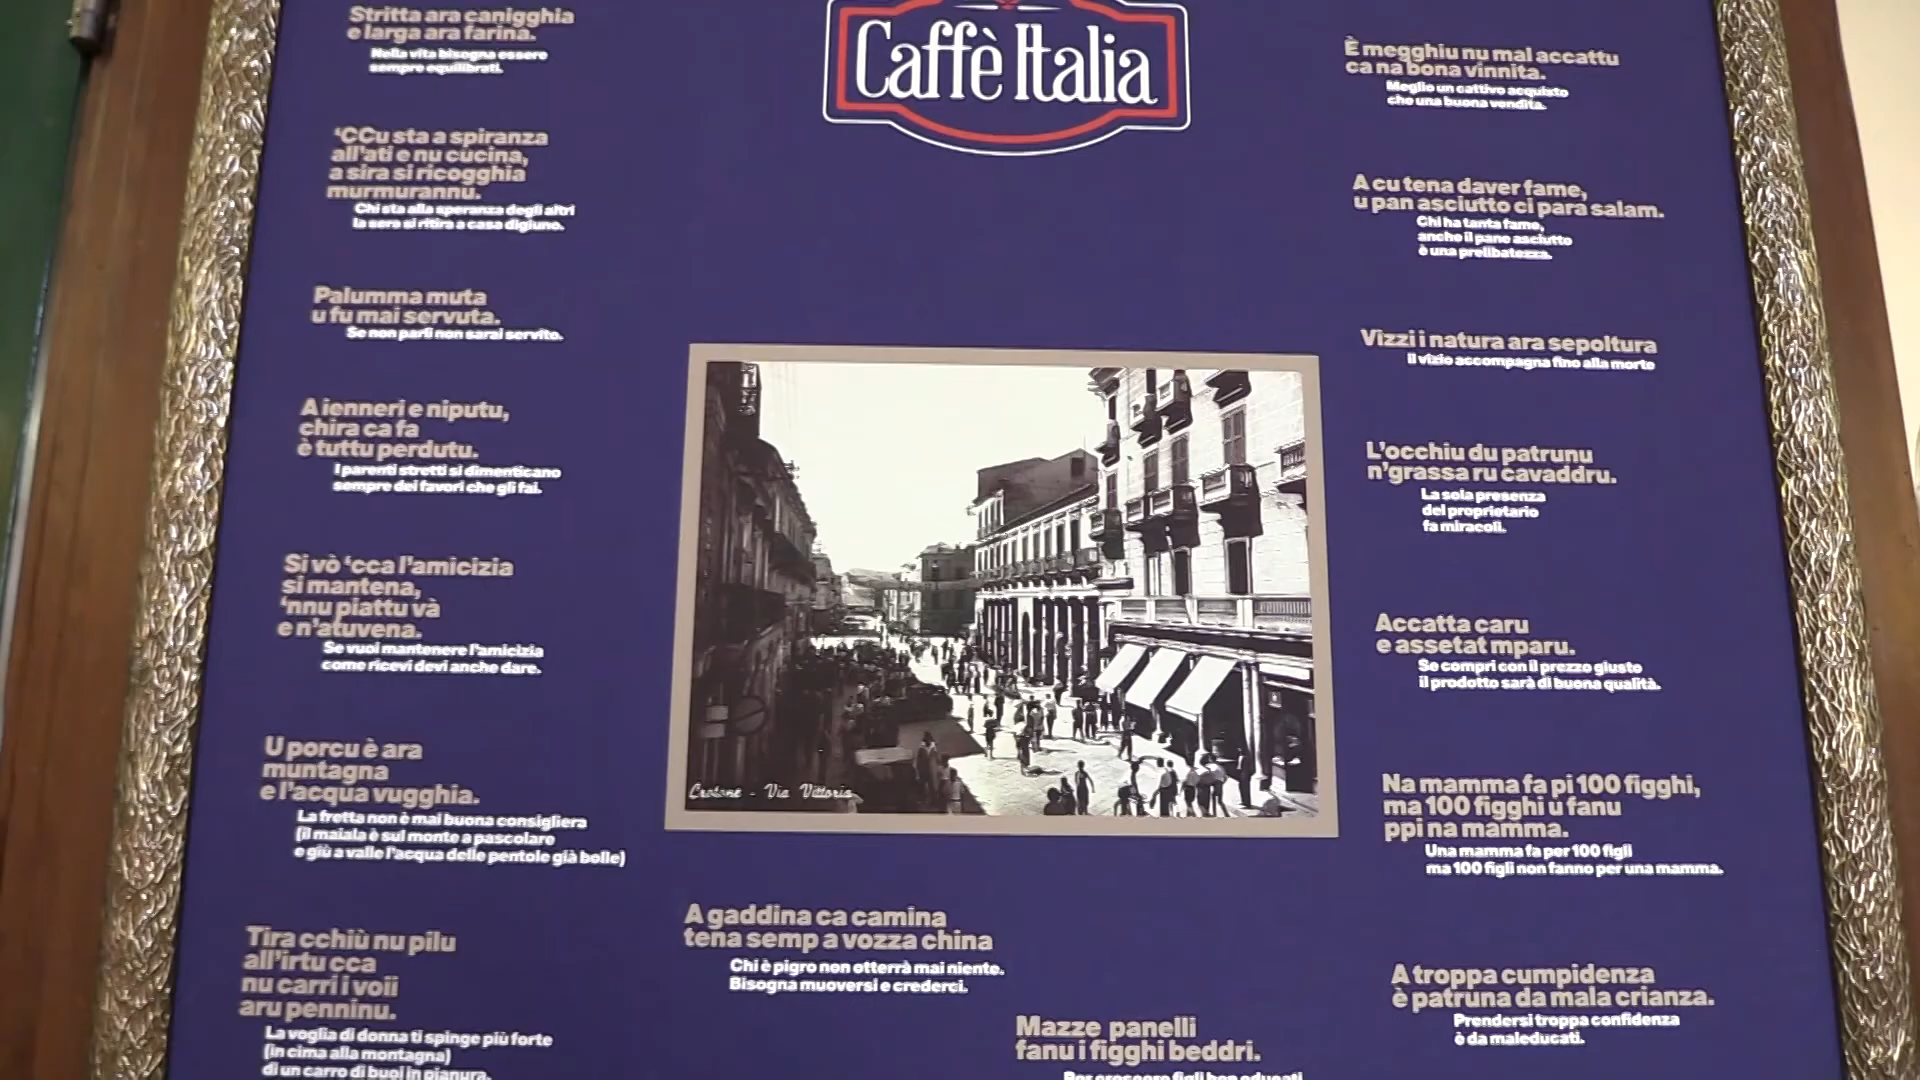 Caffè Italia
Stritta ara canigghia
e larga ara farina.
Nella vita bisogna essere
sempre equilibrati.
'CCu sta a spiranza
all'ati e nu cucina,
a sira si ricogghia
murmurannu.
Chi sta alla speranza degli altri
la sera si ritira a casa digiuno.
Palumma muta
u fu mai servuta.
Se non parli non sarai servito.
A ienneri e niputu,
chira ca fa
è tuttu perdutu.
I parenti stretti si dimenticano
sempre dei favori che gli fai.
Si vò 'cca l'amicizia
si mantena,
'nnu piattu và
e n'atuvena.
Se vuoi mantenere l'amicizia
come ricevi devi anche dare.
U porcu è ara
muntagna
e l'acqua vugghia.
La fretta non è mai buona consigliera
(il maiala è sul monte a pascolare
e giù a valle l'acqua delle pentole già bolle)
Tira cchiù nu pilu
all'irtu cca
nu carri i voii
aru penninu.
La voglia di donna ti spinge più forte
(in cima alla montagna)
di un carro di buoi in pianura.
Crotone - Via Vittoria
A gaddina ca camina
tena semp a vozza china
Chi è pigro non otterrà mai niente.
Bisogna muoversi e crederci.
Mazze panelli
fanu i figghi beddri.
Per crescere figli ben educati
È megghiu nu mal accattu
ca na bona vinnita.
Meglio un cattivo acquisto
che una buona vendita.
A cu tena daver fame,
u pan asciutto ci para salam.
Chi ha tanta fame,
anche il pane asciutto
è una prelibatezza.
Vizzi i natura ara sepoltura
Il vizio accompagna fino alla morte
L'occhiu du patrunu
n'grassa ru cavaddru.
La sola presenza
del proprietario
fa miracoli.
Accatta caru
e assetat mparu.
Se compri con il prezzo giusto
il prodotto sarà di buona qualità.
Na mamma fa pi 100 figghi,
ma 100 figghi u fanu
ppi na mamma.
Una mamma fa per 100 figli
ma 100 figli non fanno per una mamma.
A troppa cumpidenza
è patruna da mala crianza.
Prendersi troppa confidenza
è da maleducati.